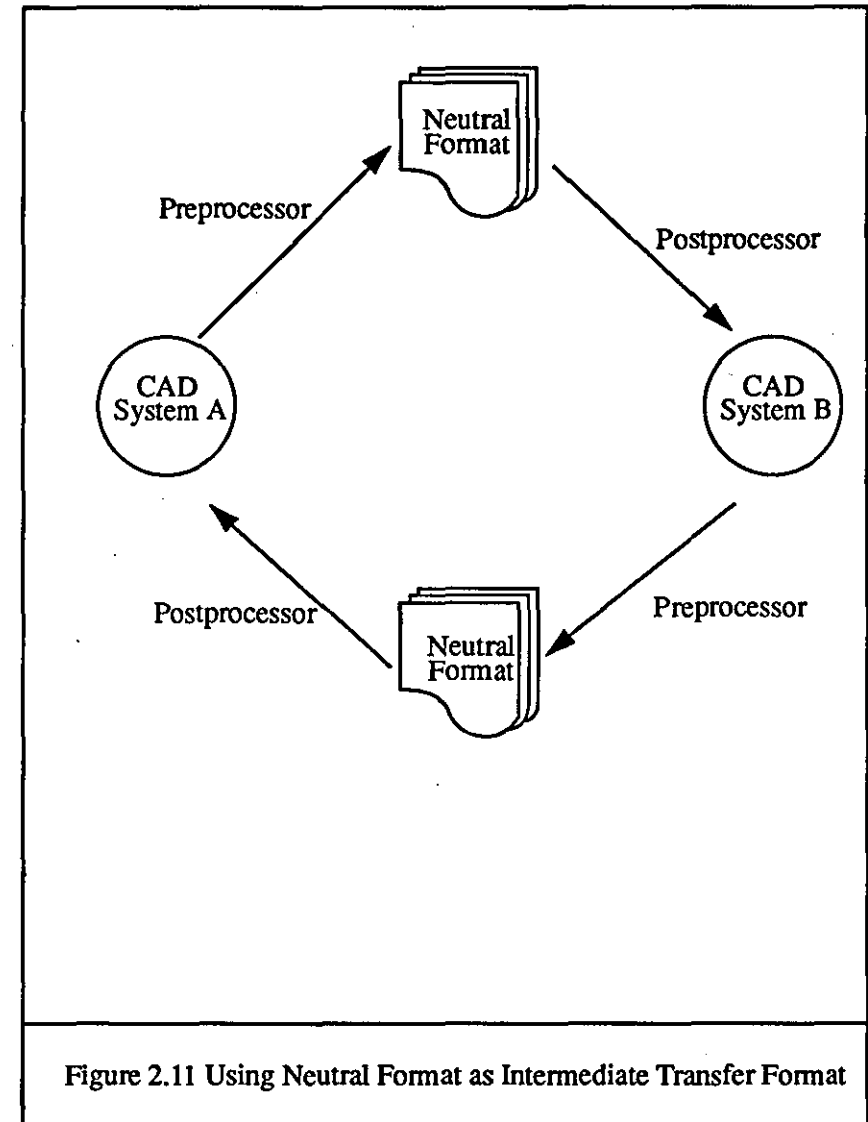 Neutral
Format
Preprocessor
Postprocessor
CAD
System A
CAD
System B
Postprocessor
Preprocessor
Neutral
Format
Figure 2.11 Using Neutral Format as Intermediate Transfer Format